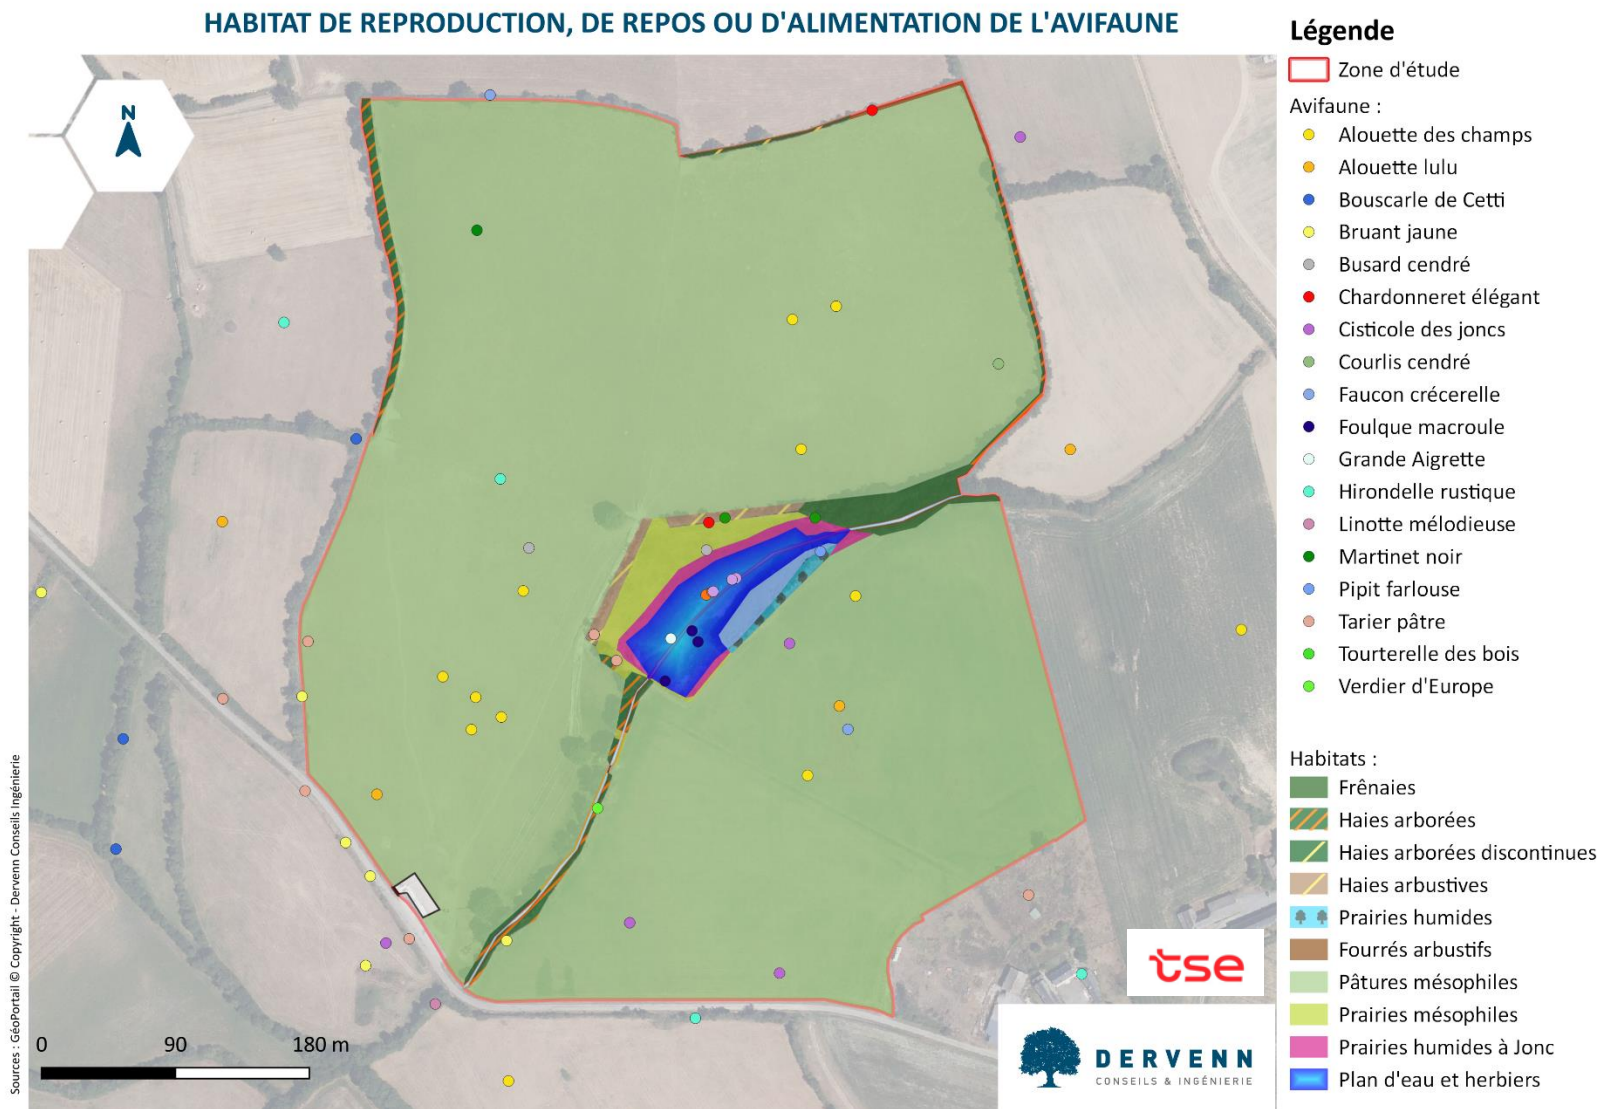 HABITAT DE REPRODUCTION, DE REPOS OU D'ALIMENTATION DE L'AVIFAUNE
N
Légende
Zone d'étude
Avifaune :
Alouette des champs
Alouette lulu
Bouscarle de Cetti
Bruant jaune
Busard cendré
Chardonneret élégant
Cisticole des joncs
Courlis cendré
Faucon crécerelle
Foulque macroule
Grande Aigrette
Hirondelle rustique
Linotte mélodieuse
Martinet noir
Pipit farlouse
Tarier pâtre
Tourterelle des bois
Verdier d'Europe
Habitats :
Frênaies
Haies arborées
Haies arborées discontinues
Haies arbustives
Prairies humides
Fourrés arbustifs
Pâtures mésophiles
Prairies mésophiles
Prairies humides à Jonc
Plan d'eau et herbiers
tse
DERVENN
CONSEILS & INGÉNIERIE
0 90 180 m
Sources : GéoPortail © Copyright - Dervenn Conseils Ingénierie